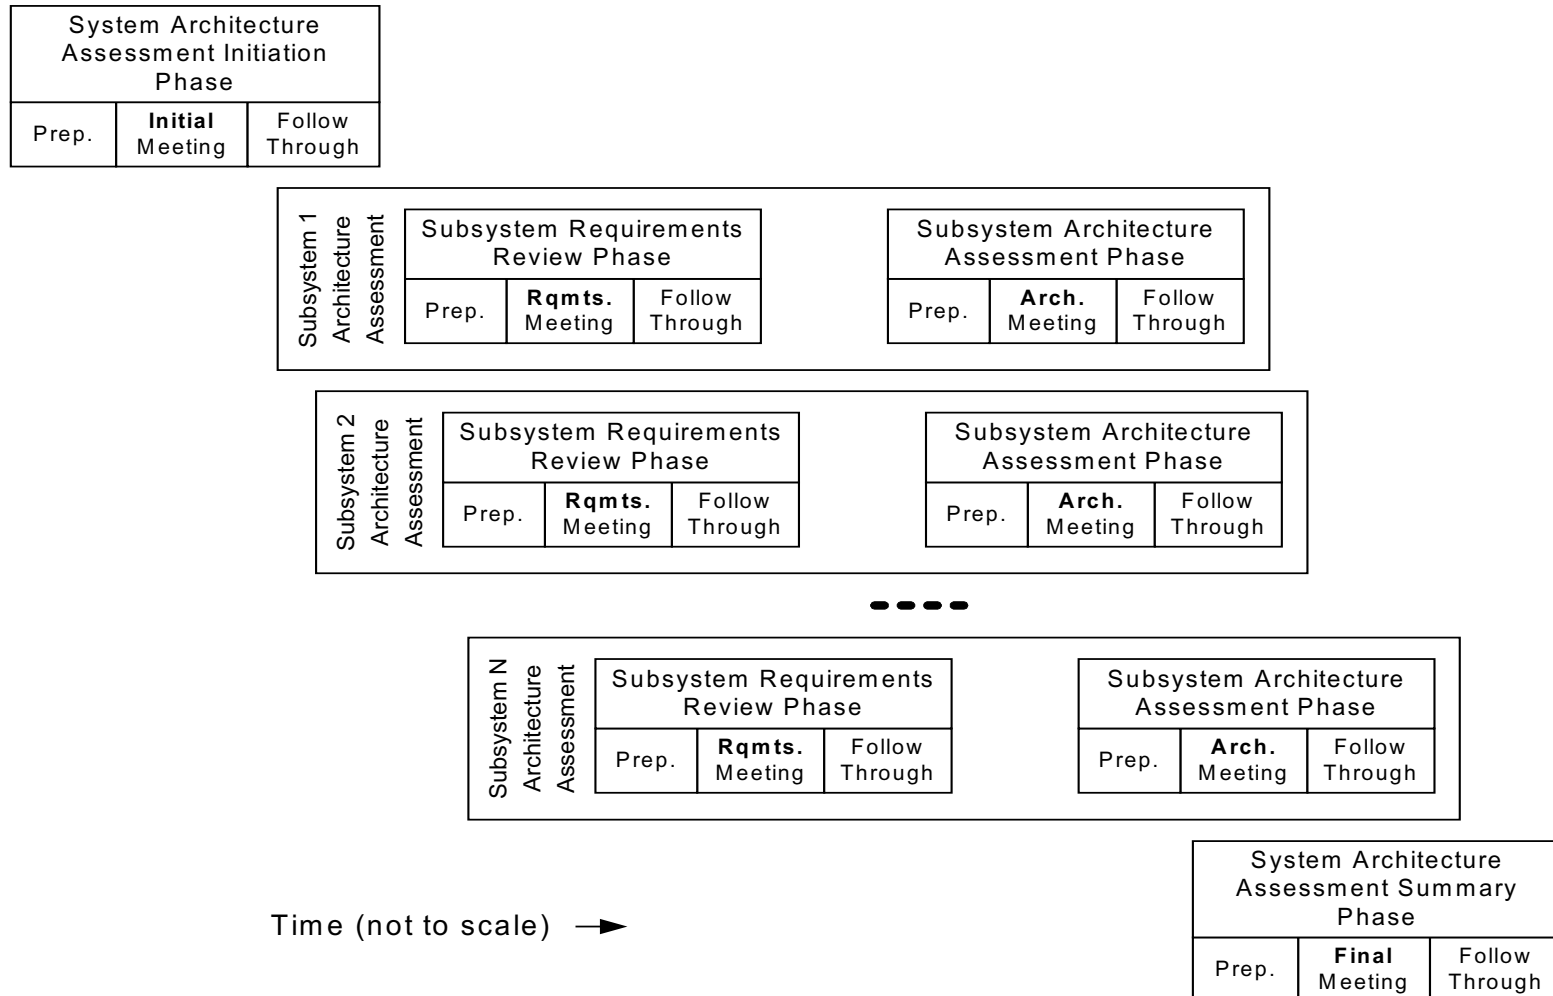 System Architecture
Assessment Initiation
Phase
Prep.
Initial
Meeting
Follow
Through
Subsystem 1
Architecture
Assessment
Subsystem Requirements
Review Phase
Prep.
Rqmts.
Meeting
Follow
Through
Subsystem Architecture
Assessment Phase
Prep.
Arch.
Meeting
Follow
Through
Subsystem 2
Architecture
Assessment
Subsystem Requirements
Review Phase
Prep.
Rqmts.
Meeting
Follow
Through
Subsystem Architecture
Assessment Phase
Prep.
Arch.
Meeting
Follow
Through
Subsystem N
Architecture
Assessment
Subsystem Requirements
Review Phase
Prep.
Rqmts.
Meeting
Follow
Through
Subsystem Architecture
Assessment Phase
Prep.
Arch.
Meeting
Follow
Through
Time (not to scale)
System Architecture
Assessment Summary
Phase
Prep.
Final
Meeting
Follow
Through